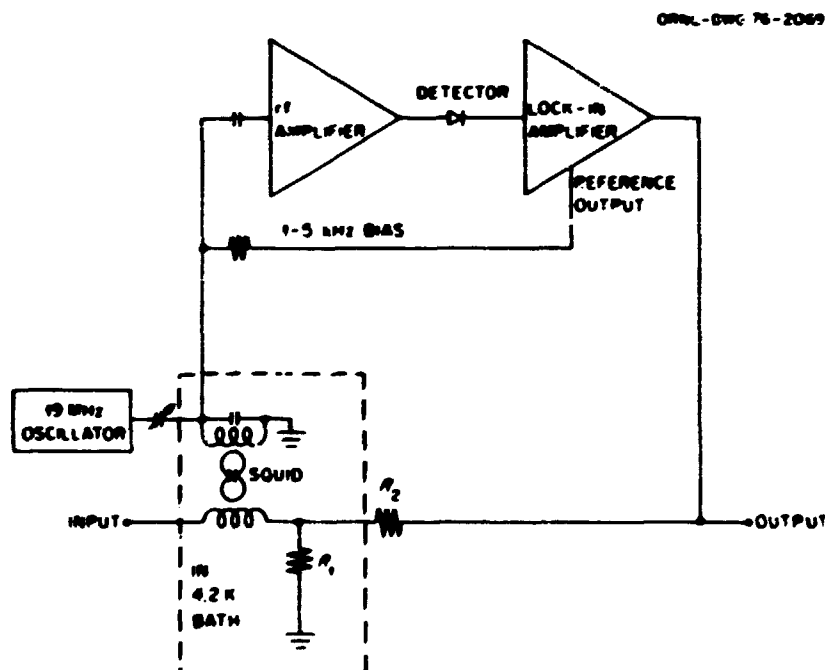 ORNL-DWG 76-2069
rf
AMPLIFIER
DETECTOR
LOCK-IN
AMPLIFIER
REFERENCE
OUTPUT
1-5 kHz BIAS
19 MHz
OSCILLATOR
SQUID
R2
INPUT
OUTPUT
R1
IN
4.2 K
BATH